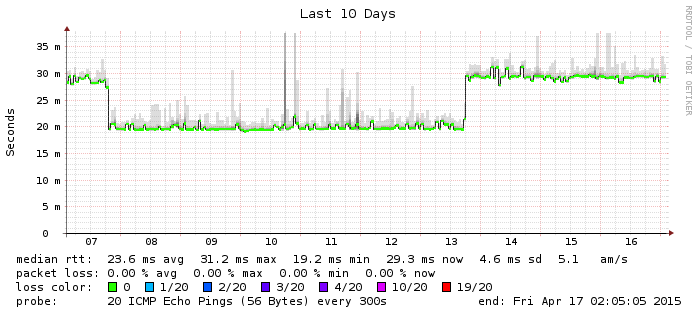 Last 10 Days
RRDTOOL / TOBI OETIKER
Seconds
35 m
30 m
25 m
20 m
15 m
10 m
5 m
0
07 08 09 10 11 12 13 14 15 16
median rtt: 23.6 ms avg 31.2 ms max 19.2 ms min 29.3 ms now 4.6 ms sd 5.1 am/s
packet loss: 0.00 % avg 0.00 % max 0.00 % min 0.00 % now
loss color: 0 1/20 2/20 3/20 4/20 10/20 19/20
probe: 20 ICMP Echo Pings (56 Bytes) every 300s end: Fri Apr 17 02:05:05 2015